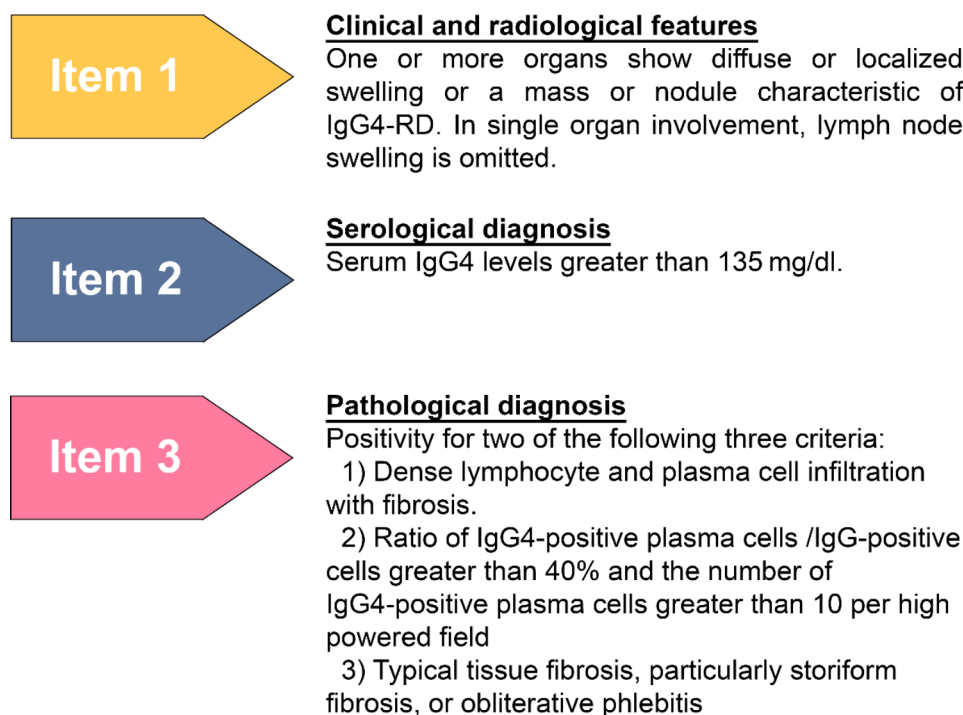 Item 1
Clinical and radiological features
One or more organs show diffuse or localized
swelling or a mass or nodule characteristic of
IgG4-RD. In single organ involvement, lymph node
swelling is omitted.
Item 2
Serological diagnosis
Serum IgG4 levels greater than 135 mg/dl.
Item 3
Pathological diagnosis
Positivity for two of the following three criteria:
1) Dense lymphocyte and plasma cell infiltration
with fibrosis.
2) Ratio of IgG4-positive plasma cells /IgG-positive
cells greater than 40% and the number of
IgG4-positive plasma cells greater than 10 per high
powered field
3) Typical tissue fibrosis, particularly storiform
fibrosis, or obliterative phlebitis